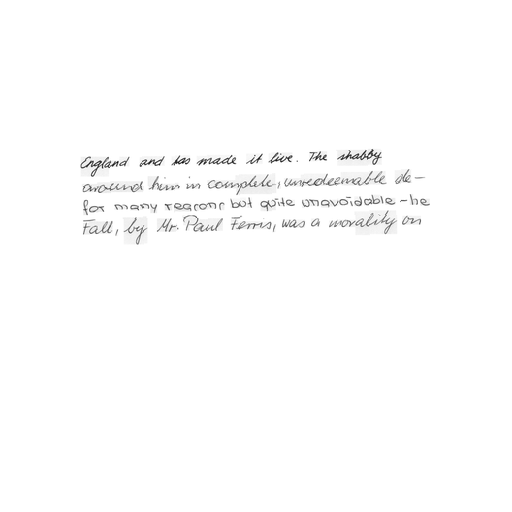 England and has made it live. The shabby
around him in complete, unredeemable de-
for many reasons but quite unavoidable - he
Fall, by Mr. Paul Ferris, was a morality on